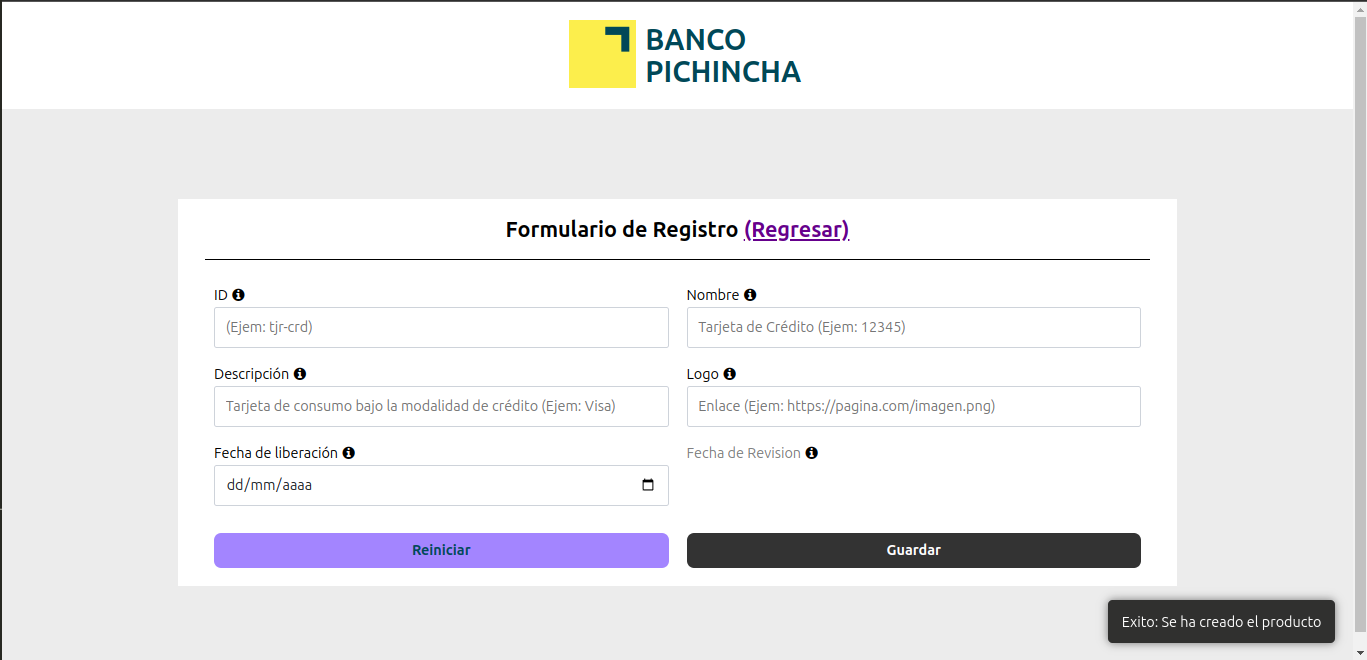 BANCO
PICHINCHA
Formulario de Registro (Regresar)
ID
Nombre
(Ejem: tjr-crd)
Tarjeta de Crédito (Ejem: 12345)
Descripción
Logo
Tarjeta de consumo bajo la modalidad de crédito (Ejem: Visa)
Enlace (Ejem: https://pagina.com/imagen.png)
Fecha de liberación
Fecha de Revision
dd/mm/aaaa
Reiniciar
Guardar
Exito: Se ha creado el producto